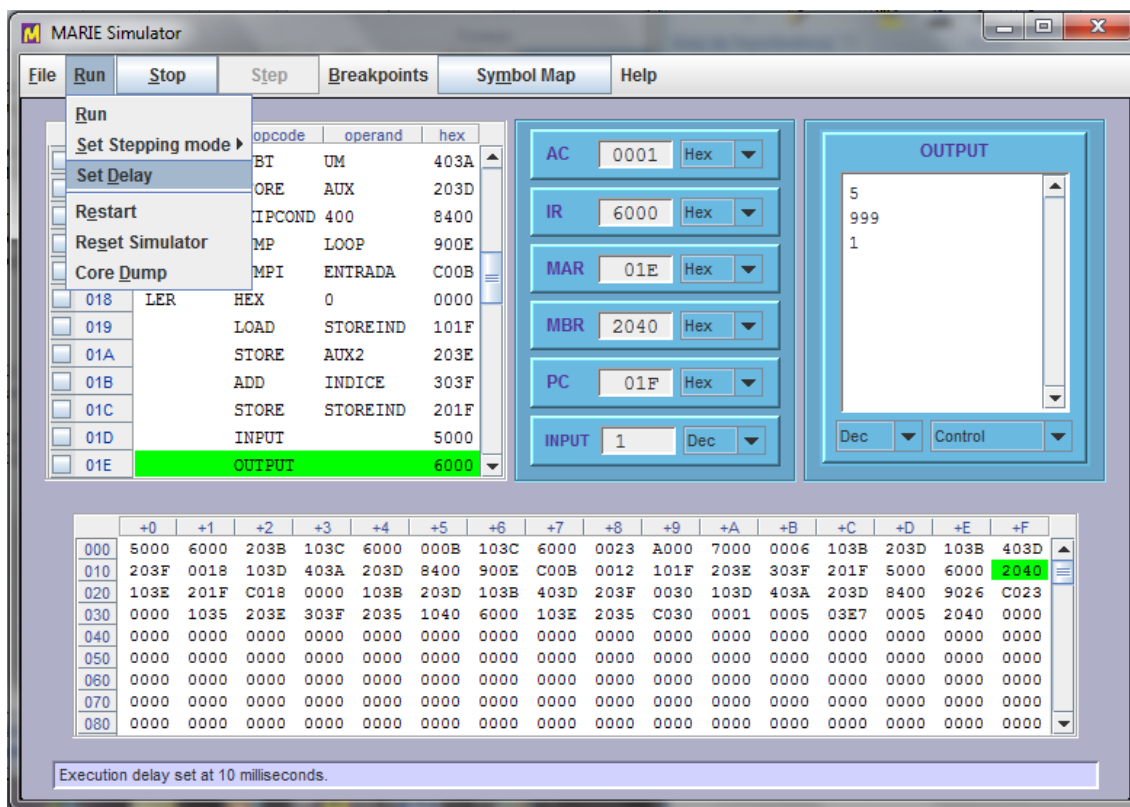 MARIE Simulator
File Run Stop Step Breakpoints Symbol Map Help
Run
Set Stepping mode
Set Delay
Restart
Reset Simulator
Core Dump
opcode operand hex
UM 403A
AUX 203D
400 8400
LOOP 900E
ENTRADA C00B
018 LER HEX 0 0000
019 LOAD STOREIND 101F
01A STORE AUX2 203E
01B ADD INDICE 303F
01C STORE STOREIND 201F
01D INPUT 5000
01E OUTPUT 6000
AC 0001 Hex
IR 6000 Hex
MAR 01E Hex
MBR 2040 Hex
PC 01F Hex
INPUT 1 Dec
OUTPUT
5
999
1
Dec Control
+0 +1 +2 +3 +4 +5 +6 +7 +8 +9 +A +B +C +D +E +F
000 5000 6000 203B 103C 6000 000B 103C 6000 0023 A000 7000 0006 103B 203D 103B 403D
010 203F 0018 103D 403A 203D 8400 900E C00B 0012 101F 203E 303F 201F 5000 6000 2040
020 103E 201F C018 0000 103B 203D 103B 403D 203F 0030 103D 403A 203D 8400 9026 C023
030 0000 1035 203E 303F 2035 1040 6000 103E 2035 C030 0001 0005 03E7 0005 2040 0000
040 0000 0000 0000 0000 0000 0000 0000 0000 0000 0000 0000 0000 0000 0000 0000 0000
050 0000 0000 0000 0000 0000 0000 0000 0000 0000 0000 0000 0000 0000 0000 0000 0000
060 0000 0000 0000 0000 0000 0000 0000 0000 0000 0000 0000 0000 0000 0000 0000 0000
070 0000 0000 0000 0000 0000 0000 0000 0000 0000 0000 0000 0000 0000 0000 0000 0000
080 0000 0000 0000 0000 0000 0000 0000 0000 0000 0000 0000 0000 0000 0000 0000 0000
Execution delay set at 10 milliseconds.